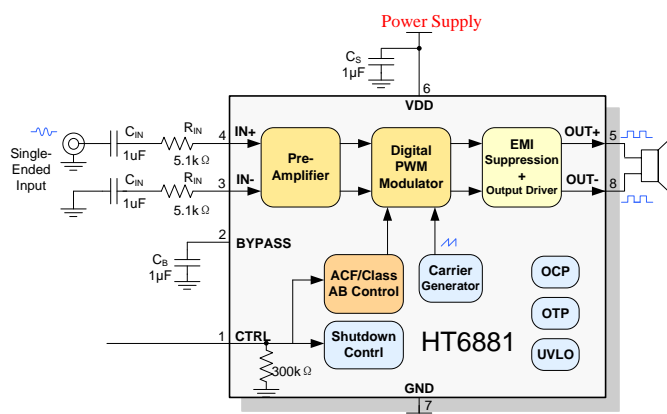 Power Supply
CS
1µF
6
VDD
CIN
RIN
4
IN+
5
OUT+
1uF
5.1kΩ
Single-
Ended
Input
Pre-
Amplifier
Digital
PWM
Modulator
EMI
Suppression
+
Output Driver
CIN
RIN
3
IN-
8
OUT-
1uF
5.1kΩ
2
BYPASS
CB
1µF
ACF/Class
AB Control
Carrier
Generator
OCP
OTP
UVLO
1
CTRL
Shutdown
Contrl
HT6881
300kΩ
GND
7